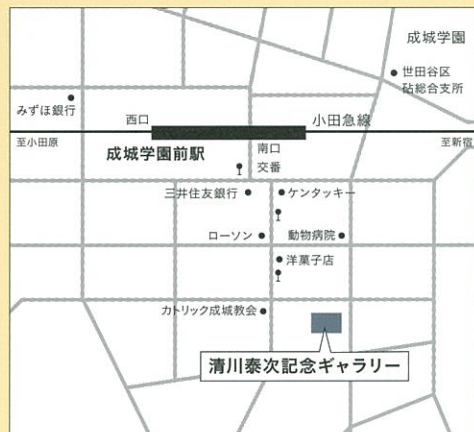 成城学園
世田谷区
砧総合支所
みずほ銀行
西口
小田急線
至小田原
至新宿
成城学園前駅
南口
交番
三井住友銀行
ケンタッキー
ローソン
動物病院
洋菓子店
カトリック成城教会
清川泰次記念ギャラリー